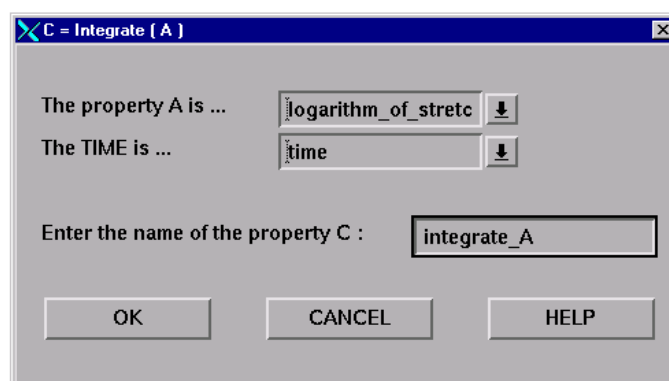 C = Integrate ( A )
The property A is ... logarithm_of_stretc
The TIME is ... time
Enter the name of the property C : integrate_A
OK CANCEL HELP